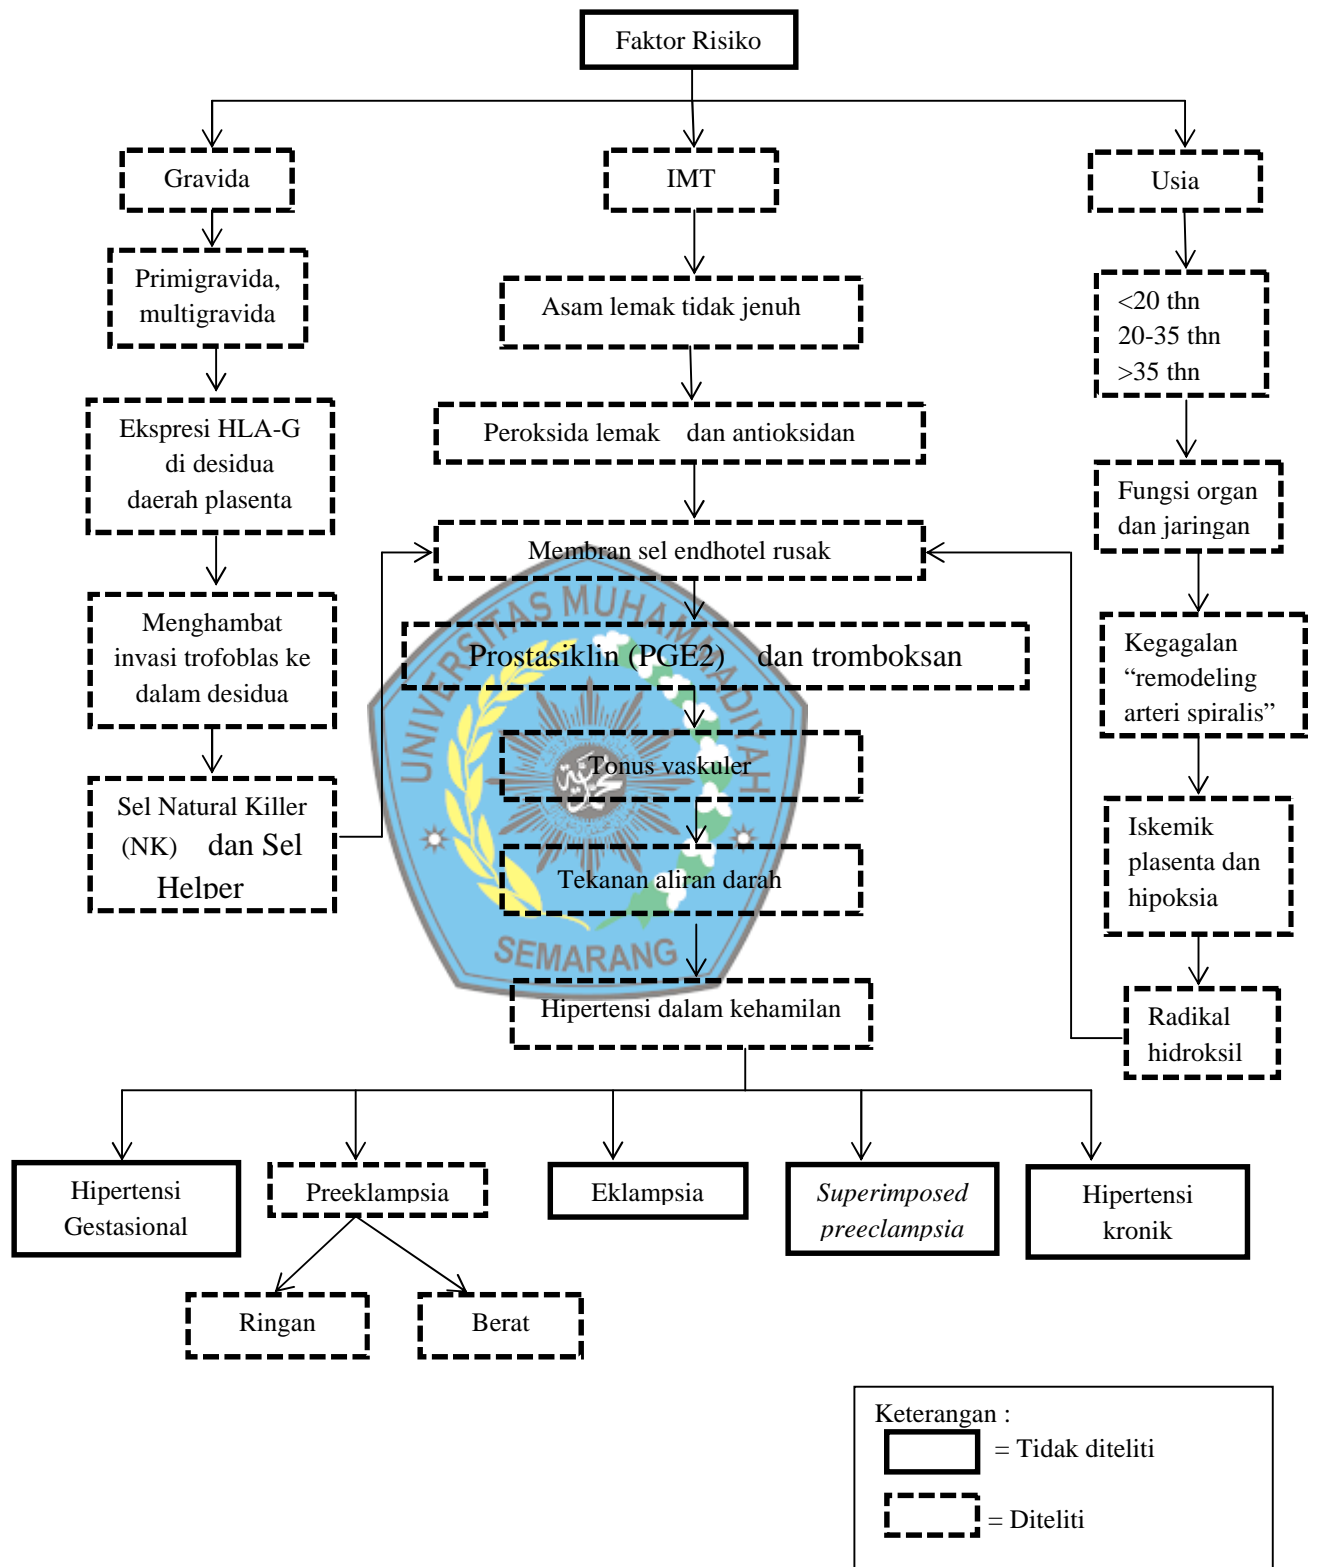 Faktor Risiko
Gravida
IMT
Usia
Primigravida,
multigravida
Asam lemak tidak jenuh
<20 thn
20-35 thn
>35 thn
Ekspresi HLA-G
di desidua
daerah plasenta
Peroksida lemak dan antioksidan
Fungsi organ
dan jaringan
Membran sel endhotel rusak
Menghambat
invasi trofoblas ke
dalam desidua
Prostasiklin (PGE2) dan tromboksan
Kegagalan
“remodeling
arteri spiralis”
Tonus vaskuler
Sel Natural Killer
(NK) dan Sel
Helper
Tekanan aliran darah
Iskemik
plasenta dan
hipoksia
UNIVERSITAS MUHAMMADIYAH
SEMARANG
Hipertensi dalam kehamilan
Radikal
hidroksil
Hipertensi
Gestasional
Preeklampsia
Eklampsia
Superimposed
preeclampsia
Hipertensi
kronik
Ringan
Berat
Keterangan :
= Tidak diteliti
= Diteliti